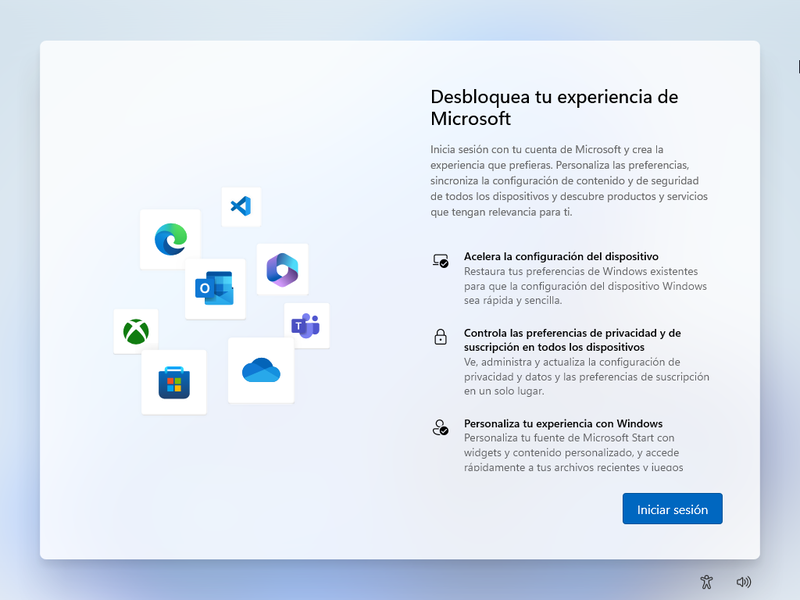 Desbloquea tu experiencia de
Microsoft
Inicia sesión con tu cuenta de Microsoft y crea la
experiencia que prefieras. Personaliza las preferencias,
sincroniza la configuración de contenido y de seguridad
de todos los dispositivos y descubre productos y servicios
que tengan relevancia para ti.
Acelera la configuración del dispositivo
Restaura tus preferencias de Windows existentes
para que la configuración del dispositivo Windows
sea rápida y sencilla.
Controla las preferencias de privacidad y de
suscripción en todos los dispositivos
Ve, administra y actualiza la configuración de
privacidad y datos y las preferencias de suscripción
en un solo lugar.
Personaliza tu experiencia con Windows
Personaliza tu fuente de Microsoft Start con
widgets y contenido personalizado, y accede
rápidamente a tus archivos recientes y juegos
Iniciar sesión